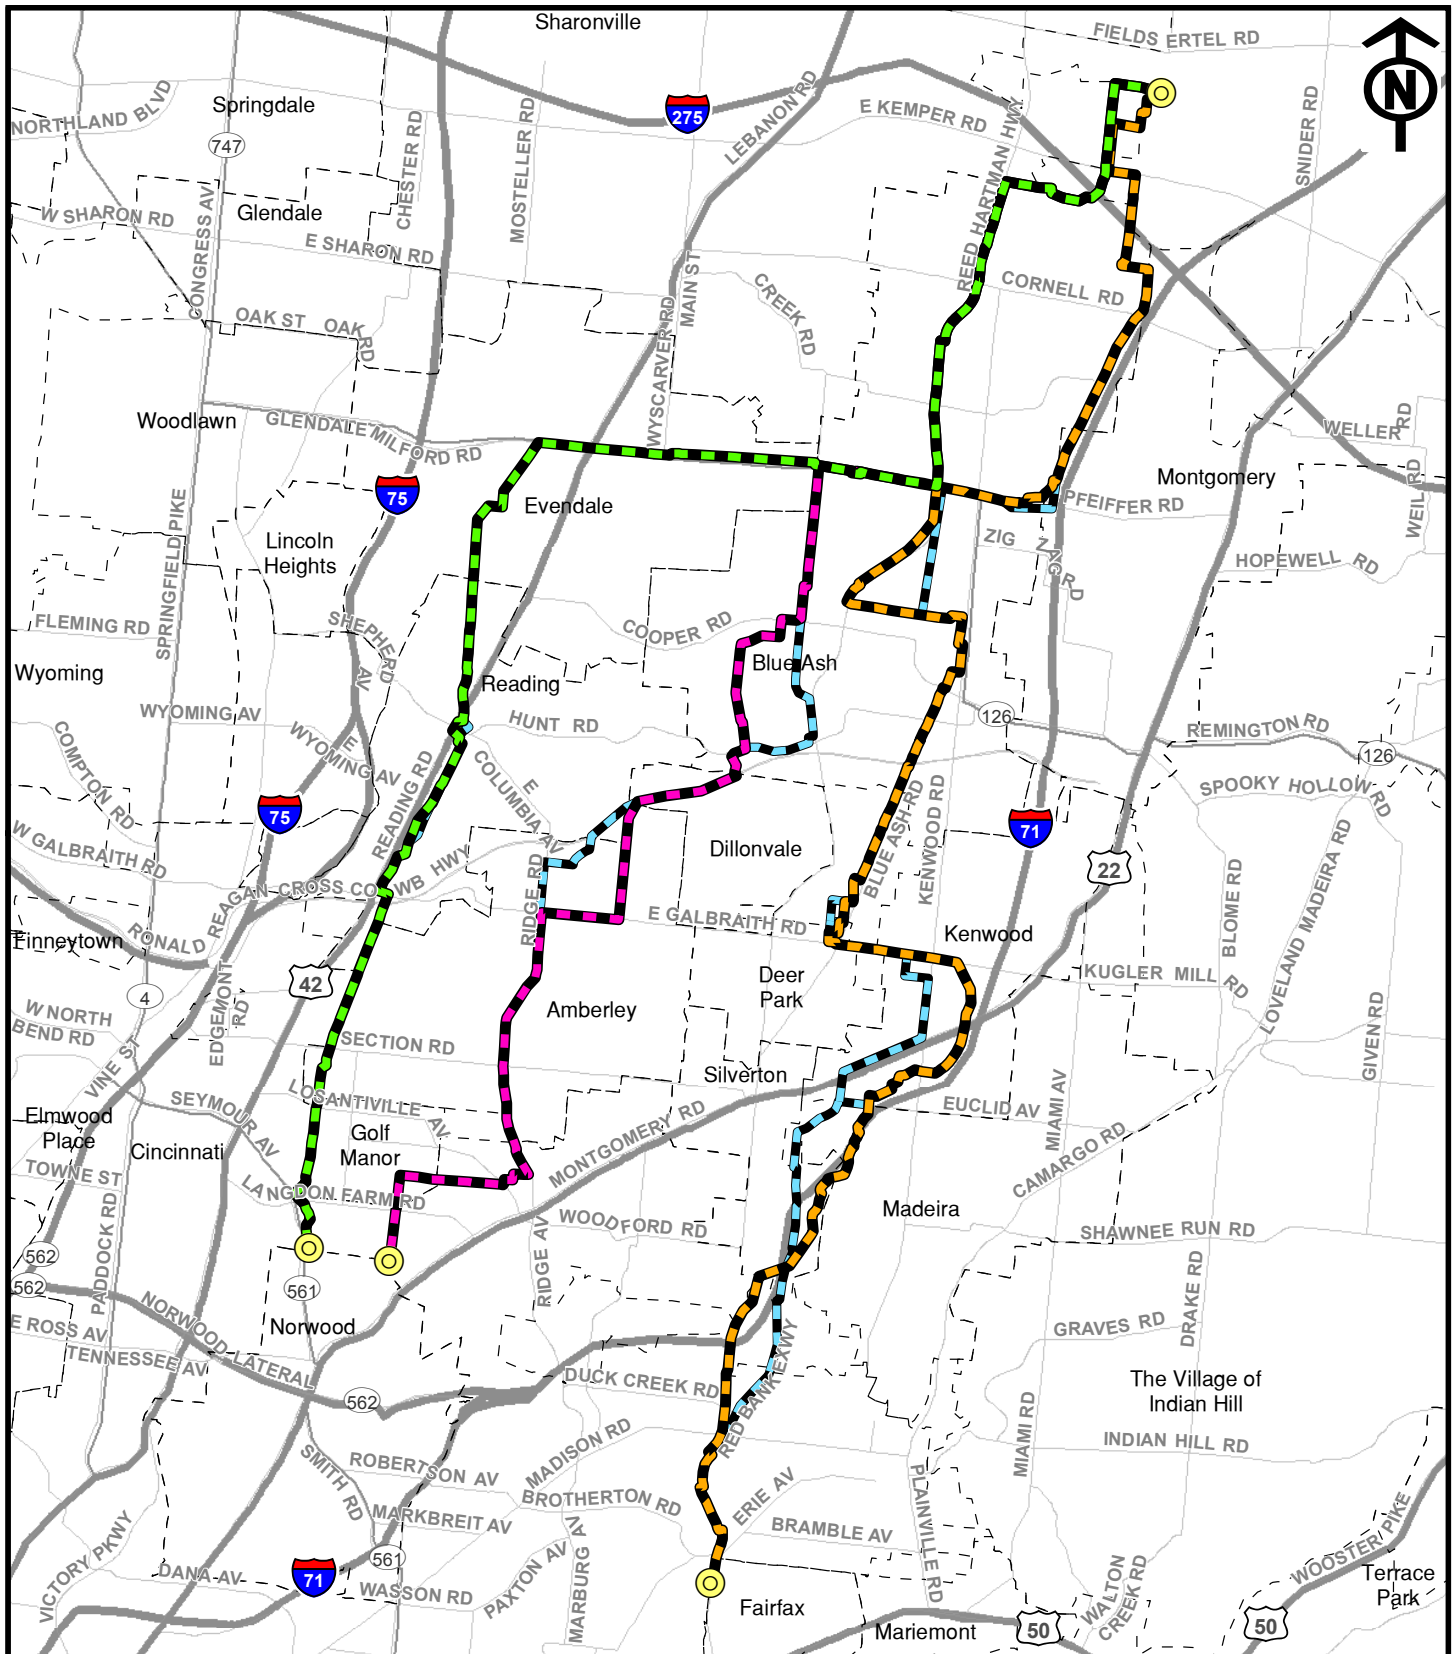 Sharonville
FIELDS ERTEL RD
N
Springdale
NORTHLAND BLVD
275
LEBANON RD
E KEMPER RD
REED HARTMAN HWY
SNIDER RD
747
CHESTER RD
MOSTELLER RD
Glendale
W SHARON RD
CONGRESS AV
E SHARON RD
MAIN ST
CREEK RD
CORNELL RD
OAK ST
OAK RD
WYSCARVER RD
Woodlawn
GLENDALE MILFORD RD
WELLER RD
Montgomery
75
Evendale
PFEIFFER RD
WEIL RD
SPRINGFIELD PIKE
Lincoln
Heights
ZIG ZAG RD
HOPEWELL RD
FLEMING RD
SHEPHERD AV
COOPER RD
Wyoming
Blue Ash
Reading
WYOMING AV
HUNT RD
126
REMINGTON RD
126
COMPTON RD
E WYOMING AV
READING RD
E COLUMBIA AV
SPOOKY HOLLOW RD
75
BLUE ASH RD
KENWOOD RD
71
W GALBRAITH RD
Dillonvale
22
BLOME RD
LOVELAND MADEIRA RD
RONALD REAGAN CROSS CO WB HWY
RIDGE RD
E GALBRAITH RD
Finneytown
Kenwood
KUGLER MILL RD
42
Deer
Park
4
W NORTH
BEND RD
EDGEMONT RD
Amberley
VINE ST
SECTION RD
GIVEN RD
Silverton
SEYMOUR AV
LOSANTIVILLE AV
MONTGOMERY RD
EUCLID AV
MIAMI AV
Elmwood
Place
Cincinnati
Golf
Manor
CAMARGO RD
TOWNE ST
LANGDON FARM RD
WOODFORD RD
Madeira
SHAWNEE RUN RD
PADDOCK RD
562
562
561
RIDGE AV
DRAKE RD
E ROSS AV
NORWOOD LATERAL
Norwood
GRAVES RD
TENNESSEE AV
RED BANK EXWY
DUCK CREEK RD
562
The Village of
Indian Hill
MIAMI RD
SMITH RD
MADISON RD
INDIAN HILL RD
ROBERTSON AV
PLAINVILLE RD
ERIE AV
BROTHERTON RD
MARKBREIT AV
BRAMBLE AV
VICTORY PKWY
561
DANA AV
71
WASSON RD
PAXTON AV
MARBURG AV
WALTON
CREEK RD
WOOSTER PIKE
Terrace
Park
Fairfax
Mariemont
50
50